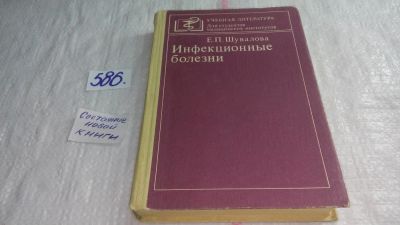 УЧЕБНАЯ ЛИТЕРАТУРА
Для студентов медицинских институтов
Е.П. Шувалова
Инфекционные
болезни
586.
Состояние
новой
книги